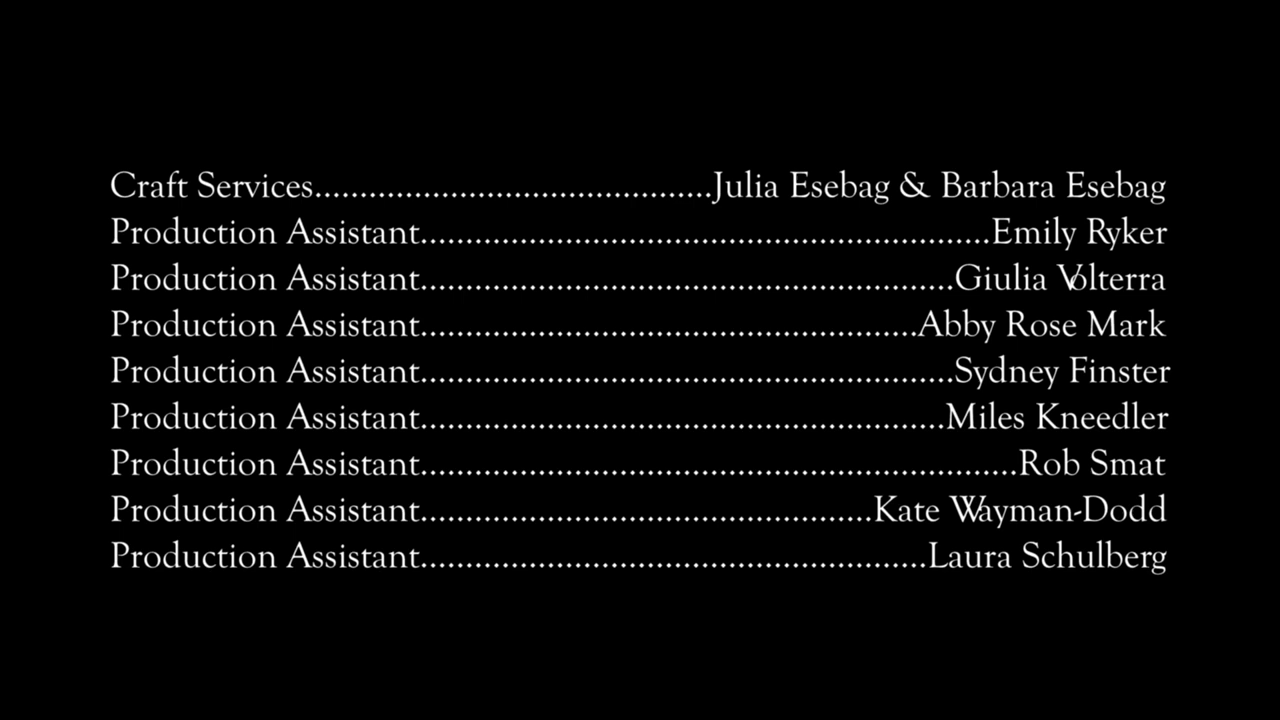 Craft Services............................................Julia Esebag & Barbara Esebag
Production Assistant...............................................................Emily Ryker
Production Assistant...........................................................Giulia Volterra
Production Assistant.......................................................Abby Rose Mark
Production Assistant...........................................................Sydney Finster
Production Assistant..........................................................Miles Kneedler
Production Assistant..................................................................Rob Smat
Production Assistant..................................................Kate Wayman-Dodd
Production Assistant........................................................Laura Schulberg